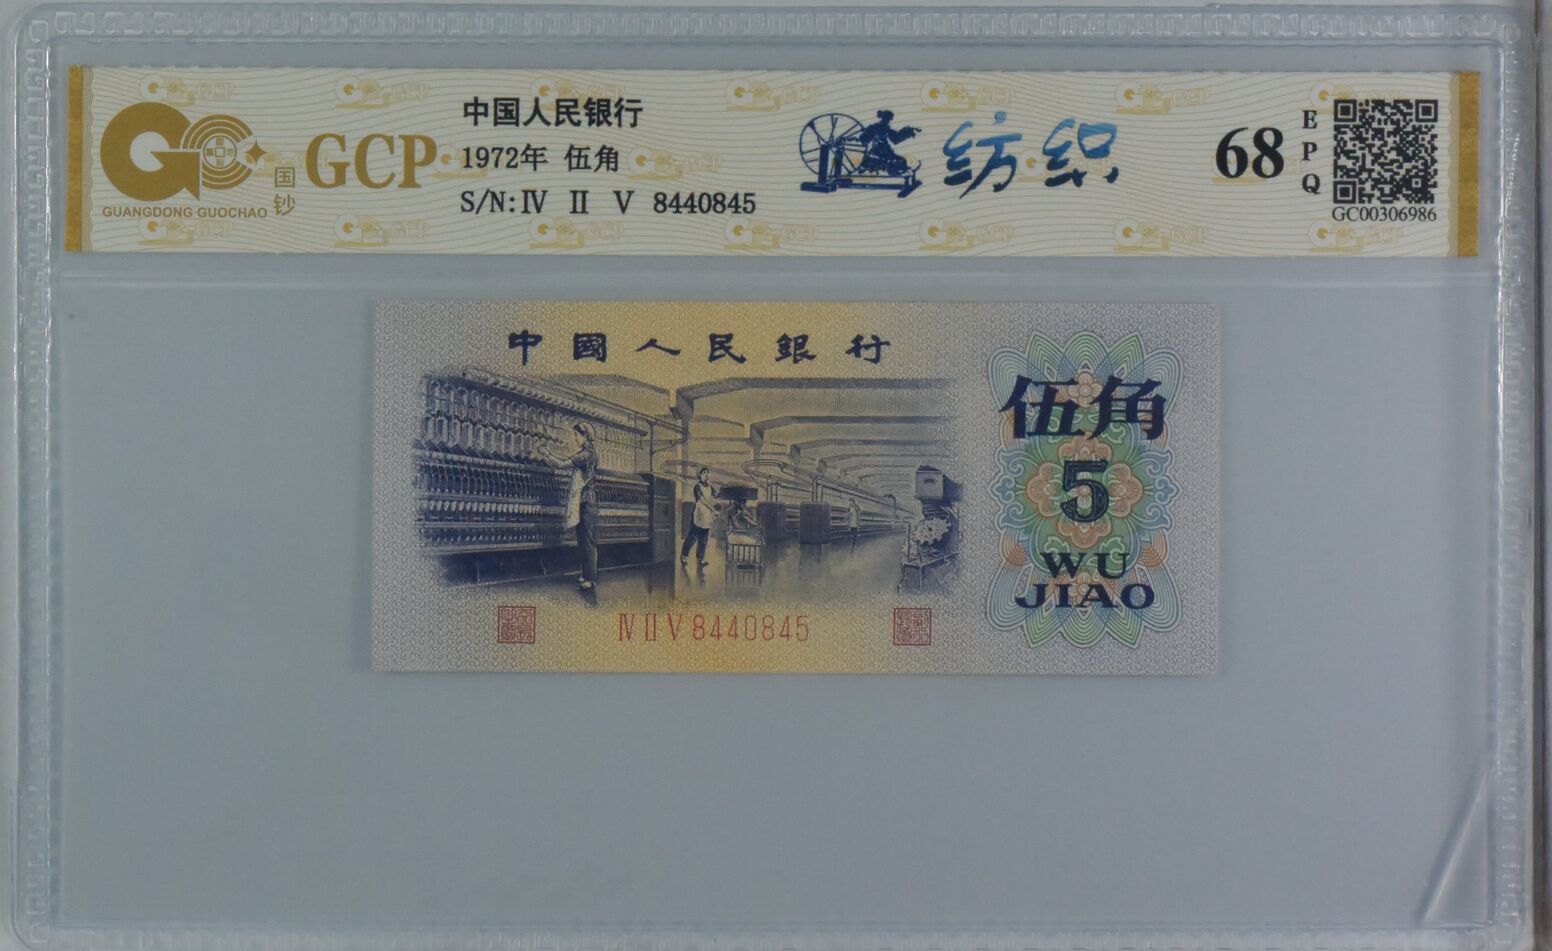 GC
GUANGDONG GUOCHAO
国钞
GCP
中国人民银行
1972年 伍角
S/N:Ⅳ Ⅱ Ⅴ 8440845
纺织
68
EPQ
GC00306986
中國人民銀行
伍角
5
WU
JIAO
Ⅳ Ⅱ Ⅴ 8440845